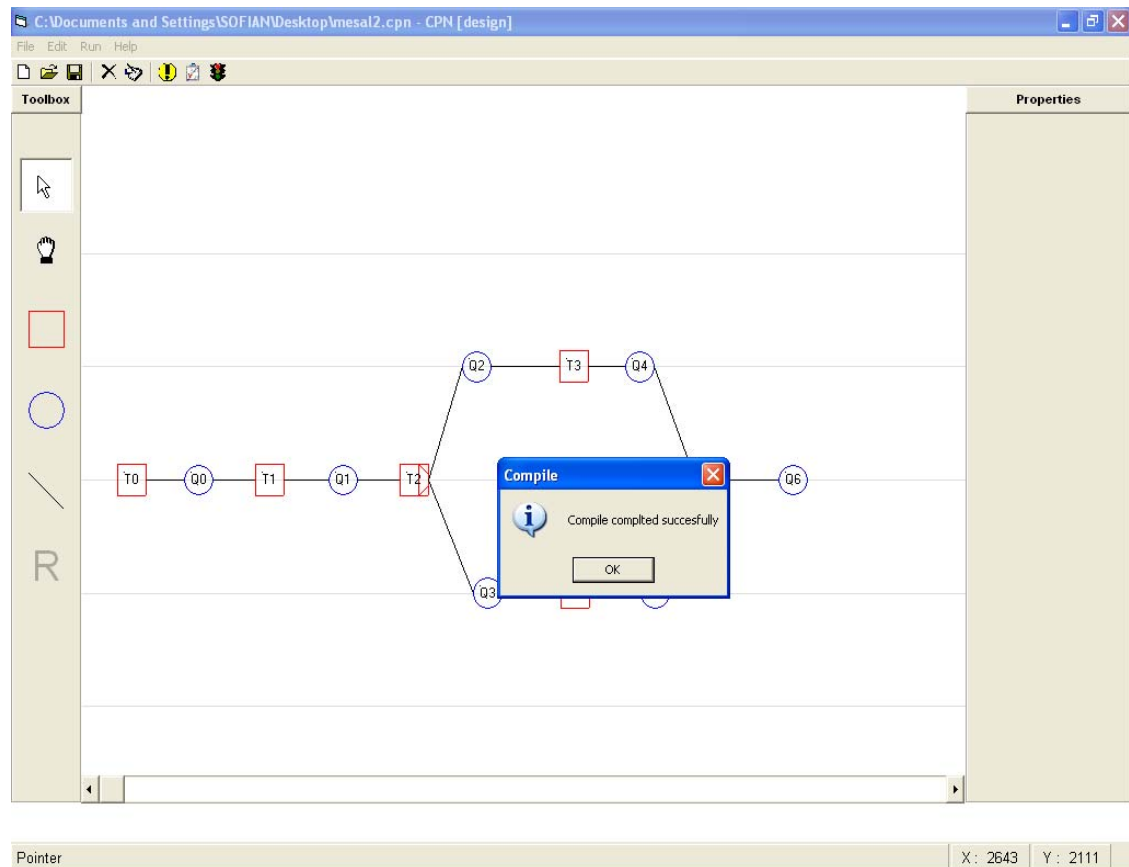 C:\Documents and Settings\SOFIAN\Desktop\mesal2.cpn - CPN [design]
File Edit Run Help
Toolbox
Properties
Q2 T3 Q4
T0 Q0 T1 Q1 T2 Q6
Compile
Compile complted succesfully
OK
Q3
R
Pointer
X : 2643 Y : 2111